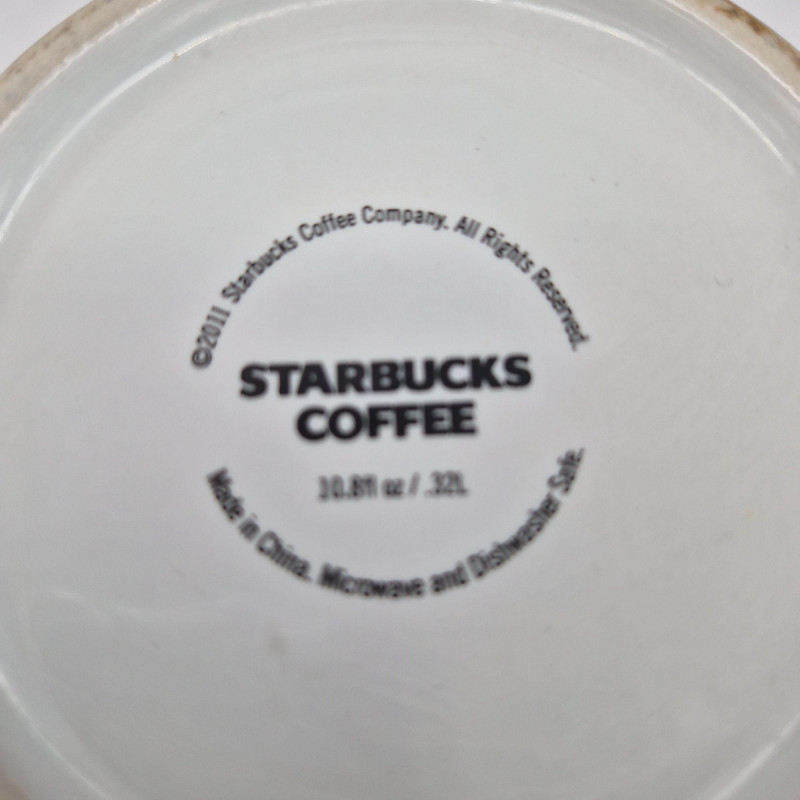 ©2011 Starbucks Coffee Company. All Rights Reserved.
STARBUCKS
COFFEE
10.8fl oz / .32L
Made in China. Microwave and Dishwasher Safe.